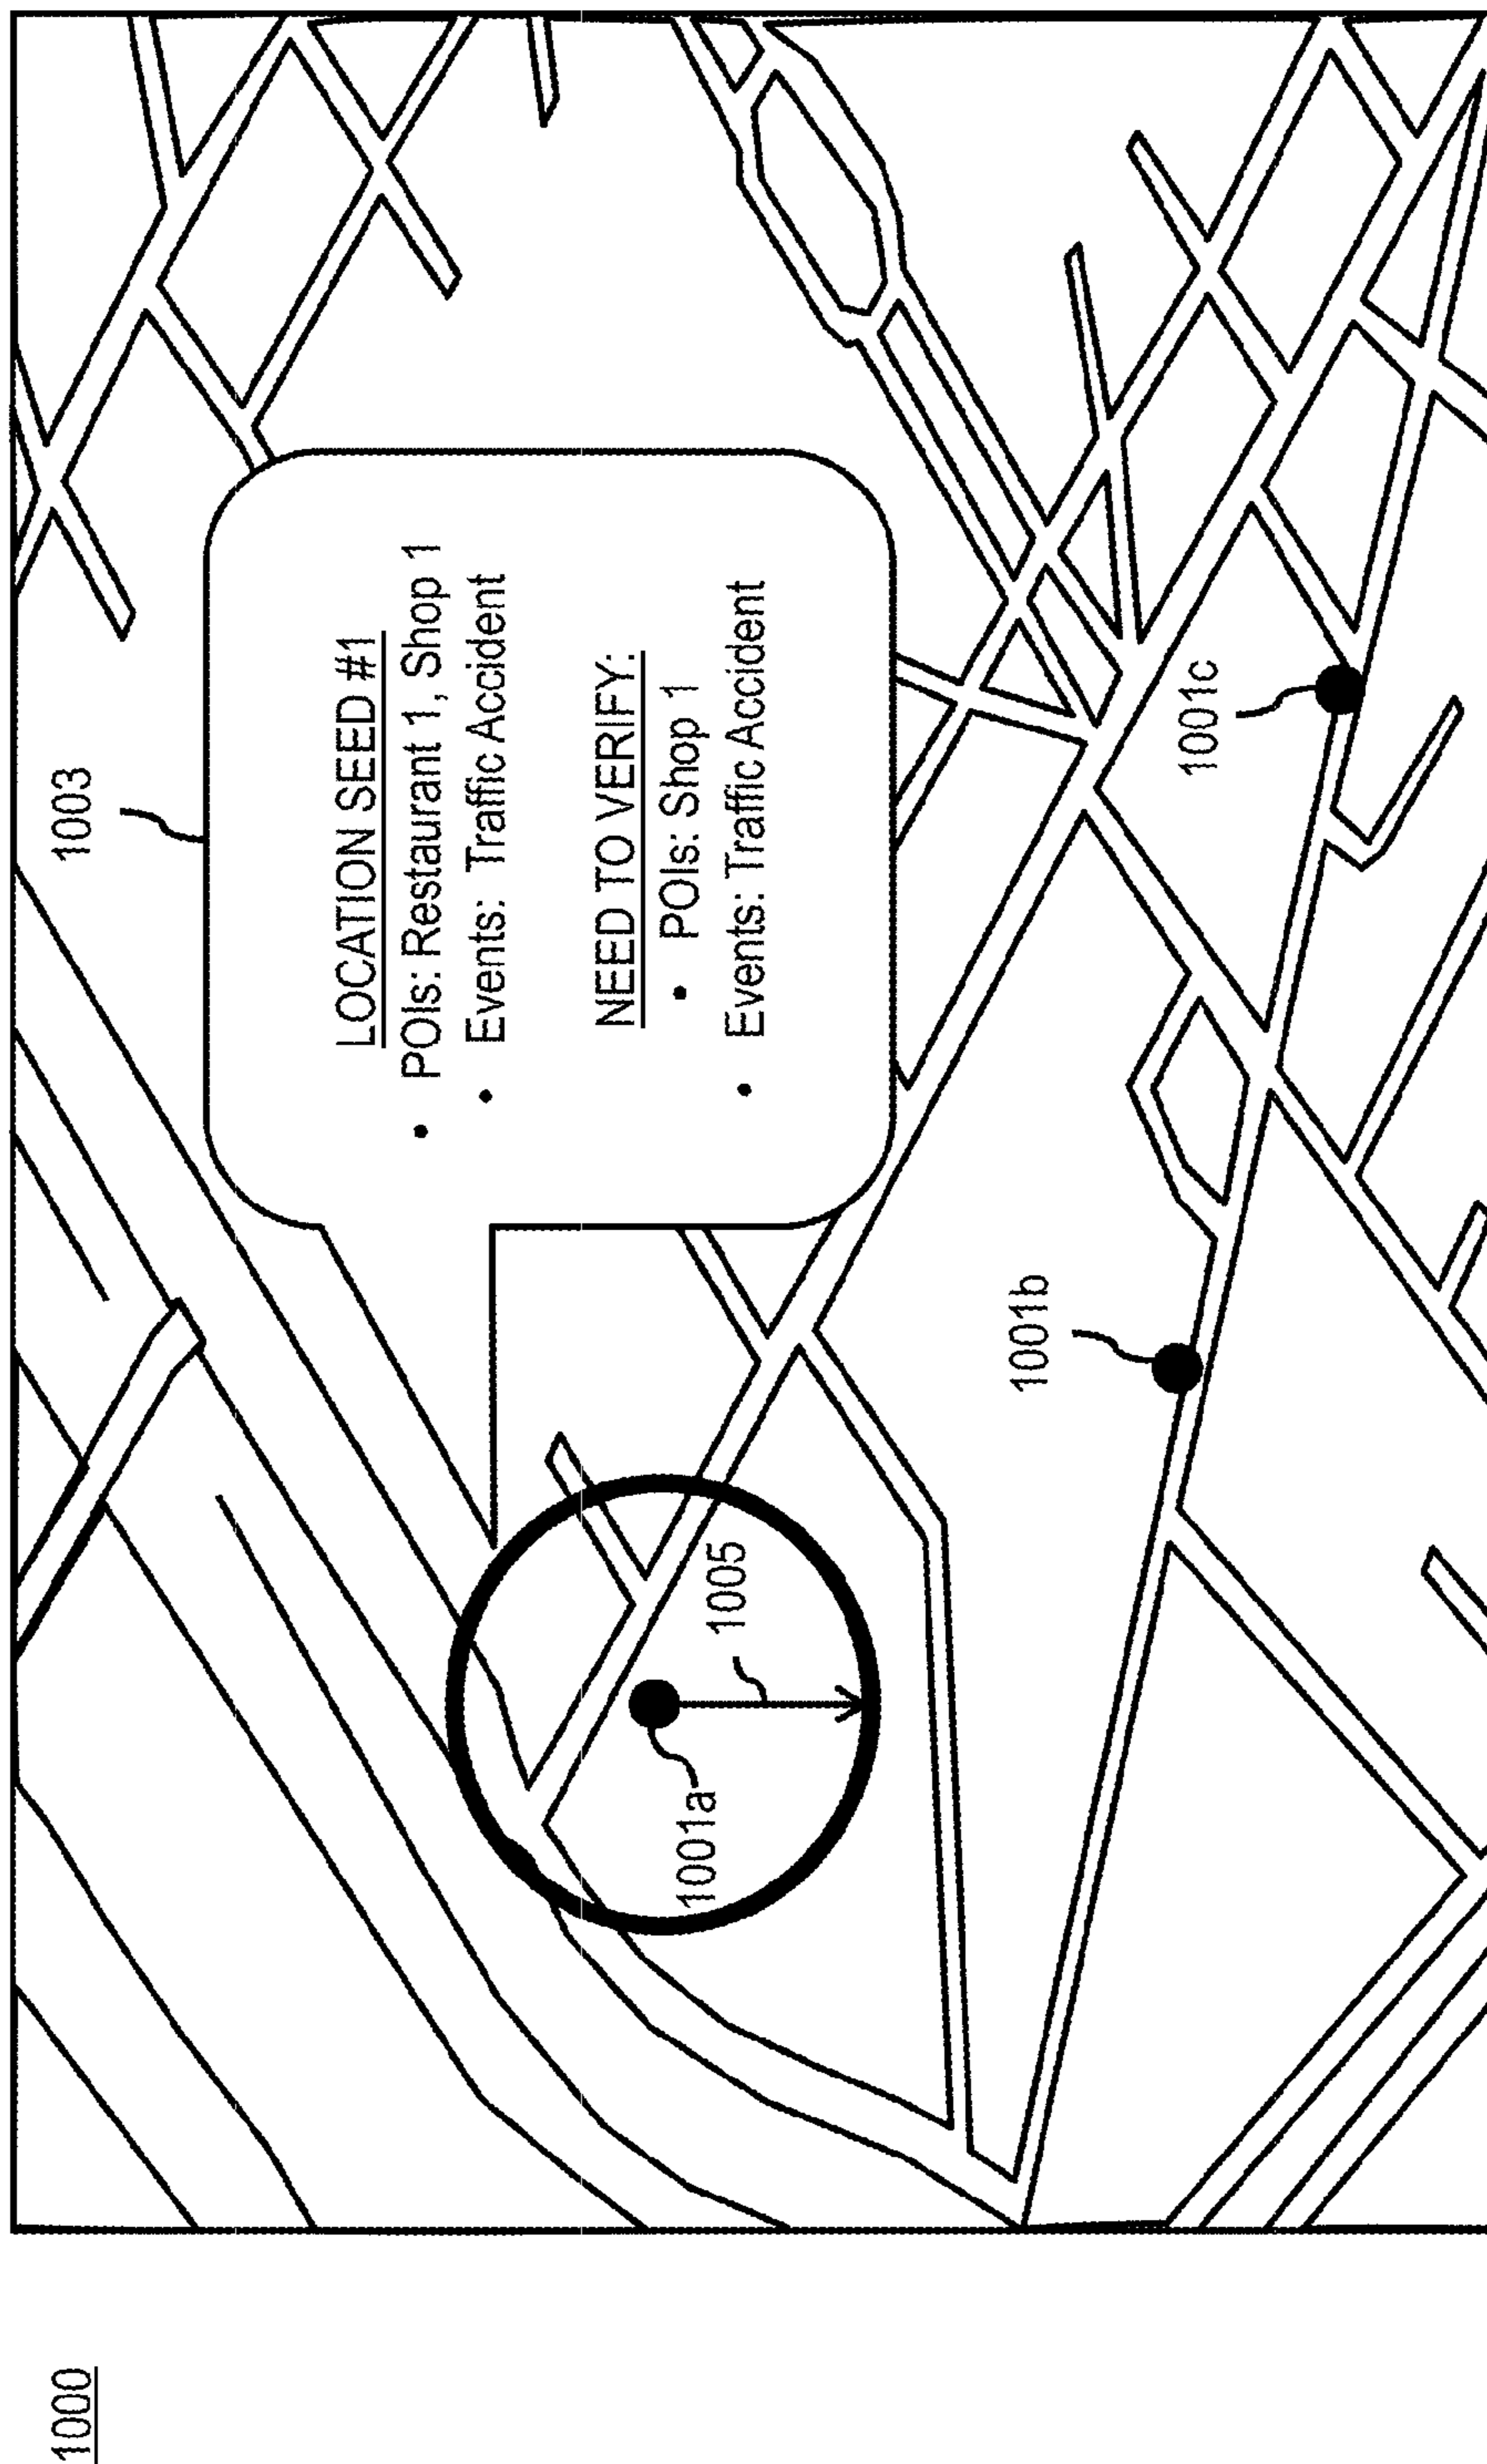 1000
1003
LOCATION SEED #1
• POIs: Restaurant 1, Shop 1
• Events: Traffic Accident
NEED TO VERIFY:
• POIs: Shop 1
• Events: Traffic Accident
1005
1001a
1001b
1001c